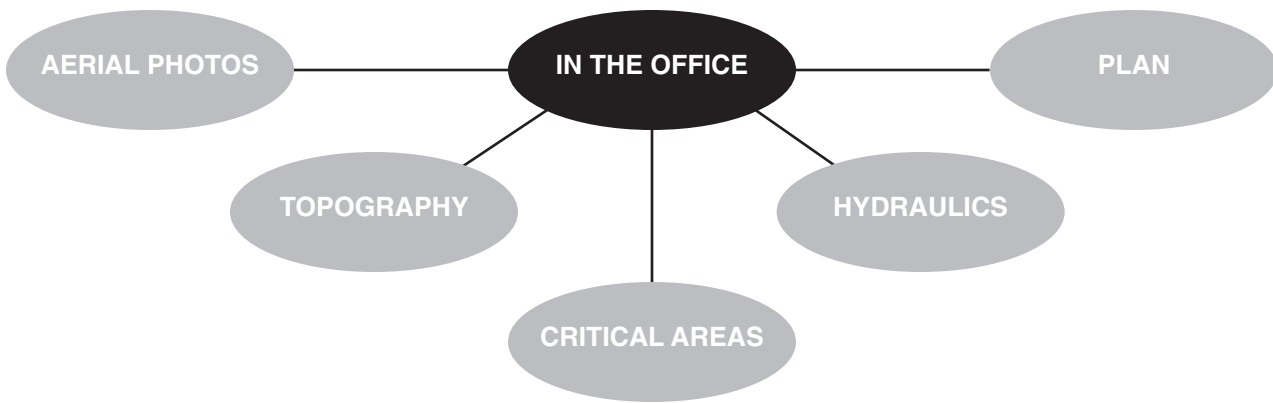 AERIAL PHOTOS
IN THE OFFICE
PLAN
TOPOGRAPHY
HYDRAULICS
CRITICAL AREAS